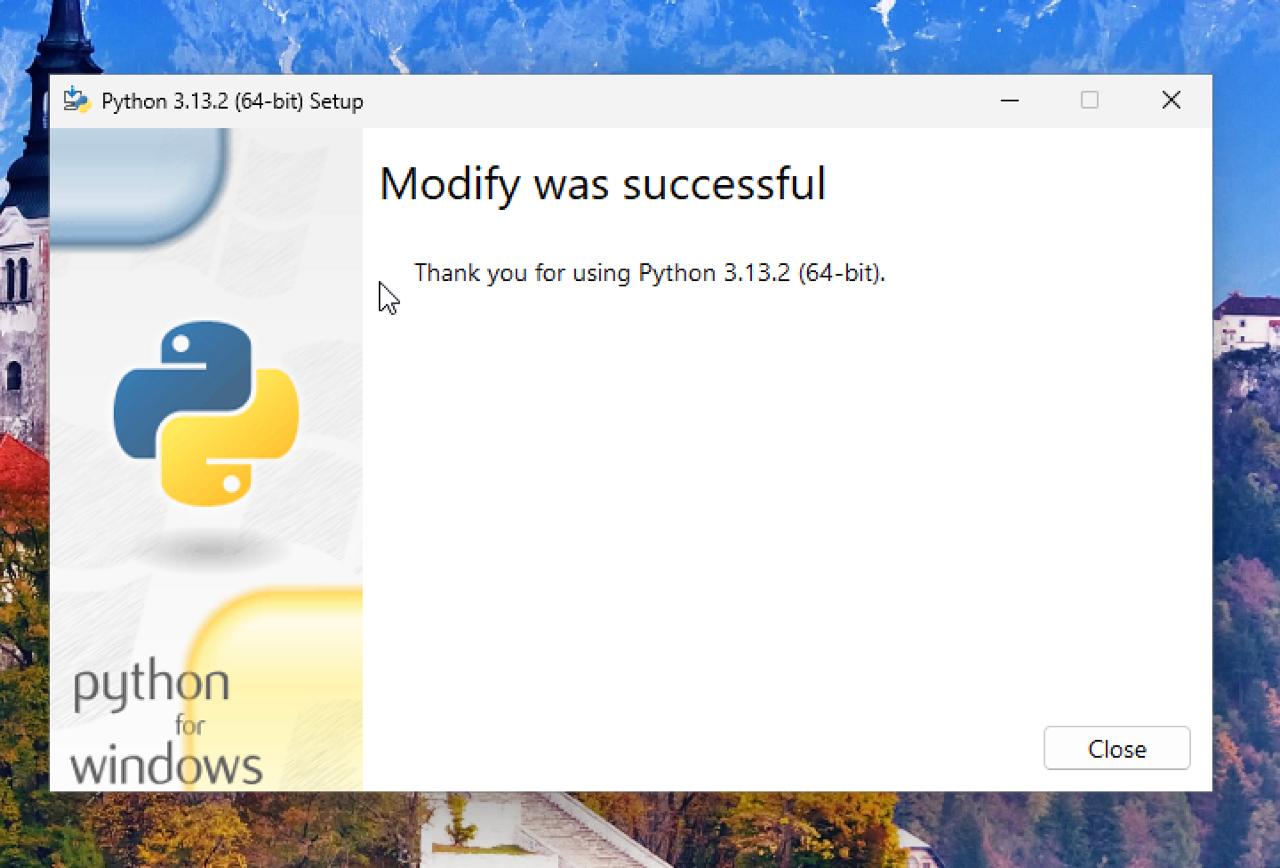 Python 3.13.2 (64-bit) Setup
Modify was successful
Thank you for using Python 3.13.2 (64-bit).
python
for
windows
Close